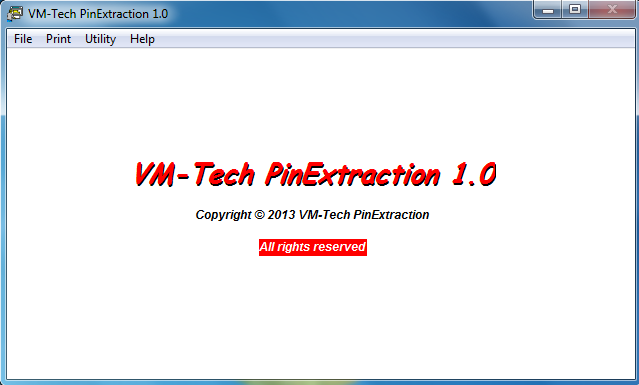 VM-Tech PinExtraction 1.0
File Print Utility Help
VM-Tech PinExtraction 1.0
Copyright © 2013 VM-Tech PinExtraction
All rights reserved